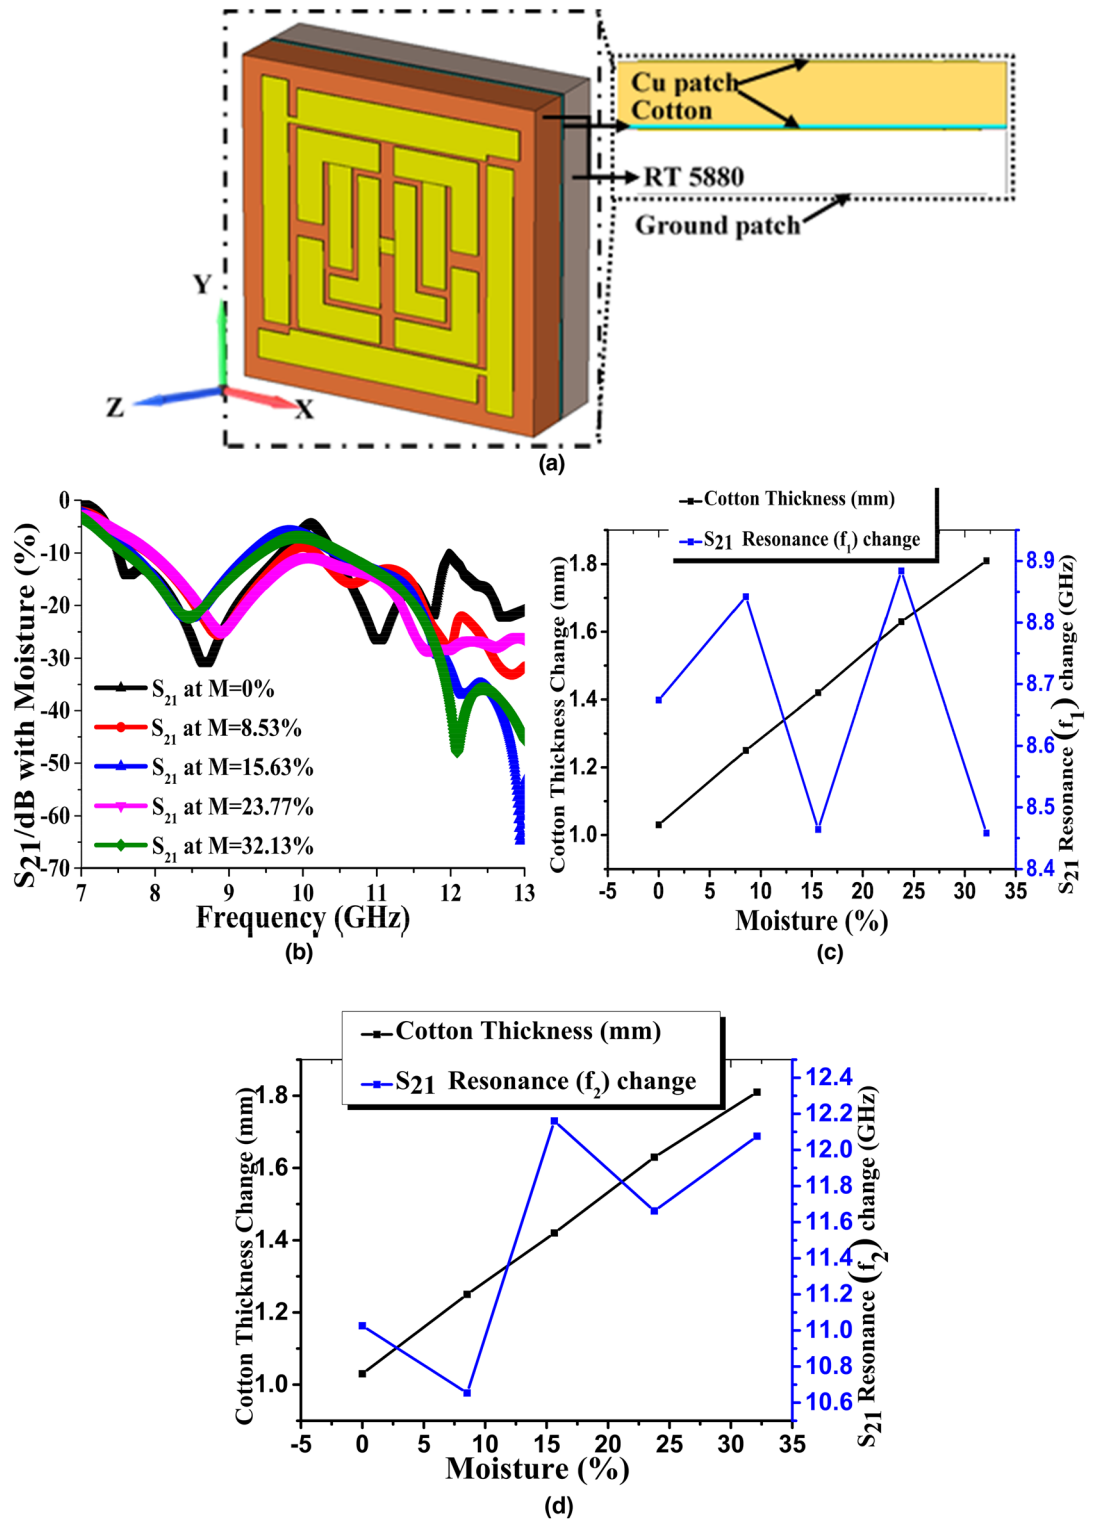 Cu patch
Cotton
RT 5880
Ground patch
Y
Z
X
(a)
S21/dB with Moisture (%)
0
-10
-20
-30
-40
-50
-60
-70
S21 at M=0%
S21 at M=8.53%
S21 at M=15.63%
S21 at M=23.77%
S21 at M=32.13%
7 8 9 10 11 12 13
Frequency (GHz)
(b)
Cotton Thickness (mm)
S21 Resonance (f1) change
Cotton Thickness Change (mm)
1.8
1.6
1.4
1.2
1.0
S21 Resonance (f1) change (GHz)
8.9
8.8
8.7
8.6
8.5
8.4
-5 0 5 10 15 20 25 30 35
Moisture (%)
(c)
Cotton Thickness (mm)
S21 Resonance (f2) change
Cotton Thickness Change (mm)
1.8
1.6
1.4
1.2
1.0
S21 Resonance (f2) change (GHz)
12.4
12.2
12.0
11.8
11.6
11.4
11.2
11.0
10.8
10.6
-5 0 5 10 15 20 25 30 35
Moisture (%)
(d)